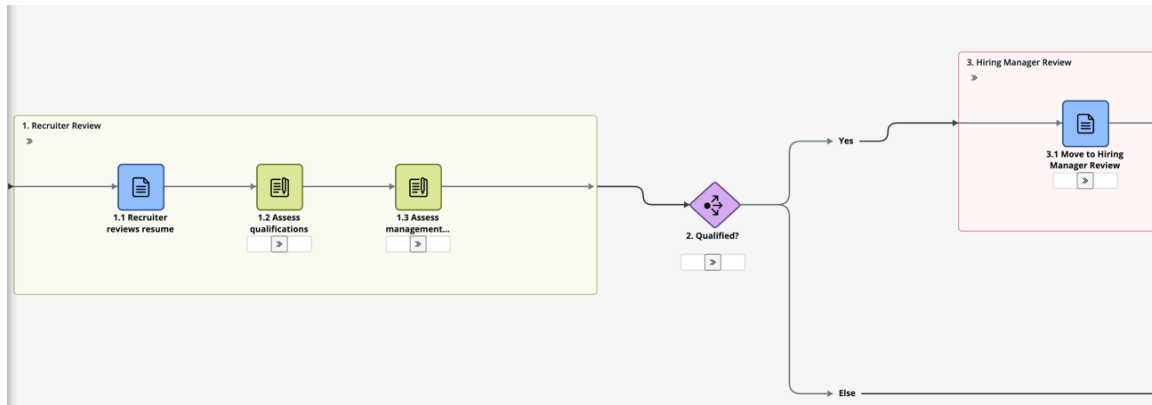 3. Hiring Manager Review
1. Recruiter Review
Yes
3.1 Move to Hiring
Manager Review
1.1 Recruiter
reviews resume
1.2 Assess
qualifications
1.3 Assess
management...
2. Qualified?
Else